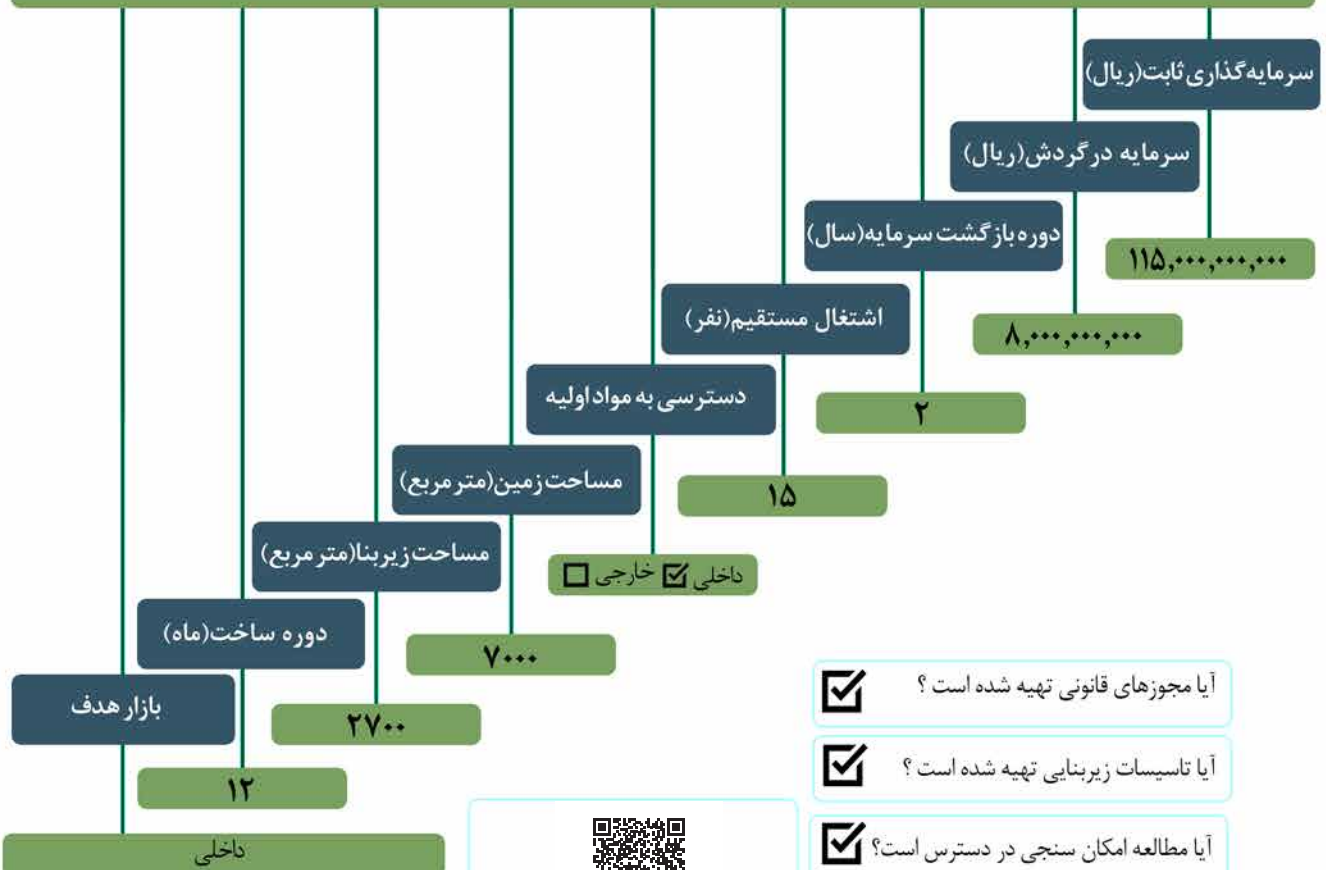 سرمایه‌گذاری ثابت(ریال)
۱۱۵,۰۰۰,۰۰۰,۰۰۰
سرمایه در گردش(ریال)
۸,۰۰۰,۰۰۰,۰۰۰
دوره بازگشت سرمایه(سال)
۲
اشتغال مستقیم(نفر)
۱۵
دسترسی به مواد اولیه
داخلی ☑ خارجی ☐
مساحت زمین(متر مربع)
۷۰۰۰
مساحت زیربنا(متر مربع)
۲۷۰۰
دوره ساخت(ماه)
۱۲
بازار هدف
داخلی
آیا مجوزهای قانونی تهیه شده است ؟ ☑
آیا تاسیسات زیربنایی تهیه شده است ؟ ☑
آیا مطالعه امکان سنجی در دسترس است؟ ☑